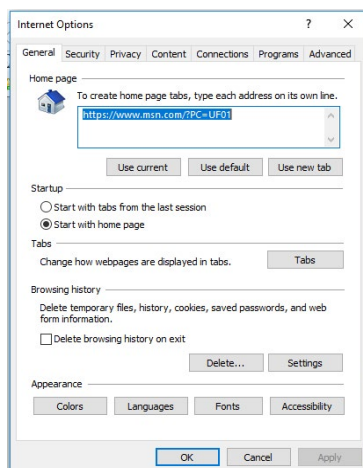 Internet Options ? ×
General Security Privacy Content Connections Programs Advanced
Home page
To create home page tabs, type each address on its own line.
https://www.msn.com/?PC=UF01
Use current Use default Use new tab
Startup
Start with tabs from the last session
Start with home page
Tabs
Change how webpages are displayed in tabs. Tabs
Browsing history
Delete temporary files, history, cookies, saved passwords, and web
form information.
Delete browsing history on exit
Delete... Settings
Appearance
Colors Languages Fonts Accessibility
OK Cancel Apply